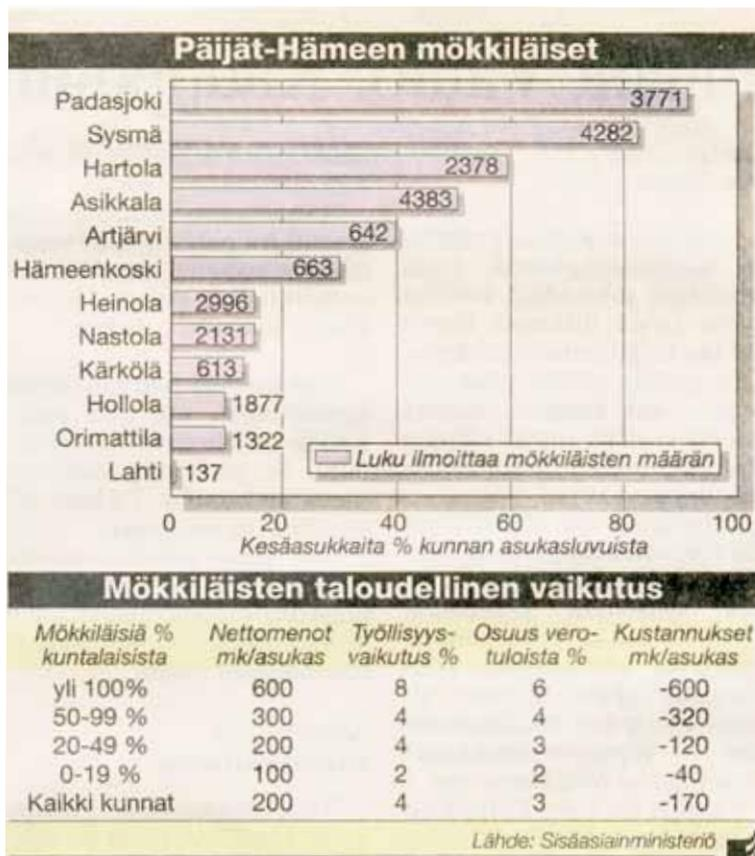 Päijät-Hämeen mökkiläiset
Padasjoki 3771
Sysmä 4282
Hartola 2378
Asikkala 4383
Artjärvi 642
Hämeenkoski 663
Heinola 2996
Nastola 2131
Kärkölä 613
Hollola 1877
Orimattila 1322
Lahti 137
Luku ilmoittaa mökkiläisten määrän
0 20 40 60 80 100
Kesäasukkaita % kunnan asukasluvuista
Mökkiläisten taloudellinen vaikutus
Mökkiläisiä % Nettomenot Työllisyys- Osuus vero- Kustannukset
kuntalaisista mk/asukas vaikutus % tuloista % mk/asukas
yli 100% 600 8 6 -600
50-99 % 300 4 4 -320
20-49 % 200 4 3 -120
0-19 % 100 2 2 -40
Kaikki kunnat 200 4 3 -170
Lähde: Sisäasiainministeriö